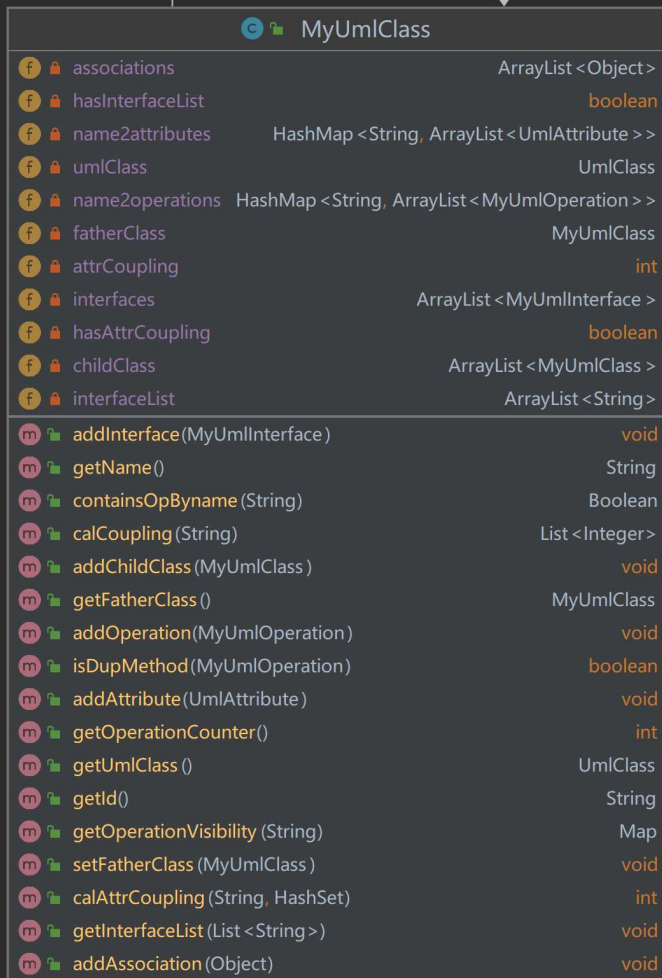 MyUmlClass
associations ArrayList<Object>
hasInterfaceList boolean
name2attributes HashMap<String, ArrayList<UmlAttribute>>
umlClass UmlClass
name2operations HashMap<String, ArrayList<MyUmlOperation>>
fatherClass MyUmlClass
attrCoupling int
interfaces ArrayList<MyUmlInterface>
hasAttrCoupling boolean
childClass ArrayList<MyUmlClass>
interfaceList ArrayList<String>
addInterface(MyUmlInterface) void
getName() String
containsOpByname(String) Boolean
calCoupling(String) List<Integer>
addChildClass(MyUmlClass) void
getFatherClass() MyUmlClass
addOperation(MyUmlOperation) void
isDupMethod(MyUmlOperation) boolean
addAttribute(UmlAttribute) void
getOperationCounter() int
getUmlClass() UmlClass
getId() String
getOperationVisibility(String) Map
setFatherClass(MyUmlClass) void
calAttrCoupling(String, HashSet) int
getInterfaceList(List<String>) void
addAssociation(Object) void